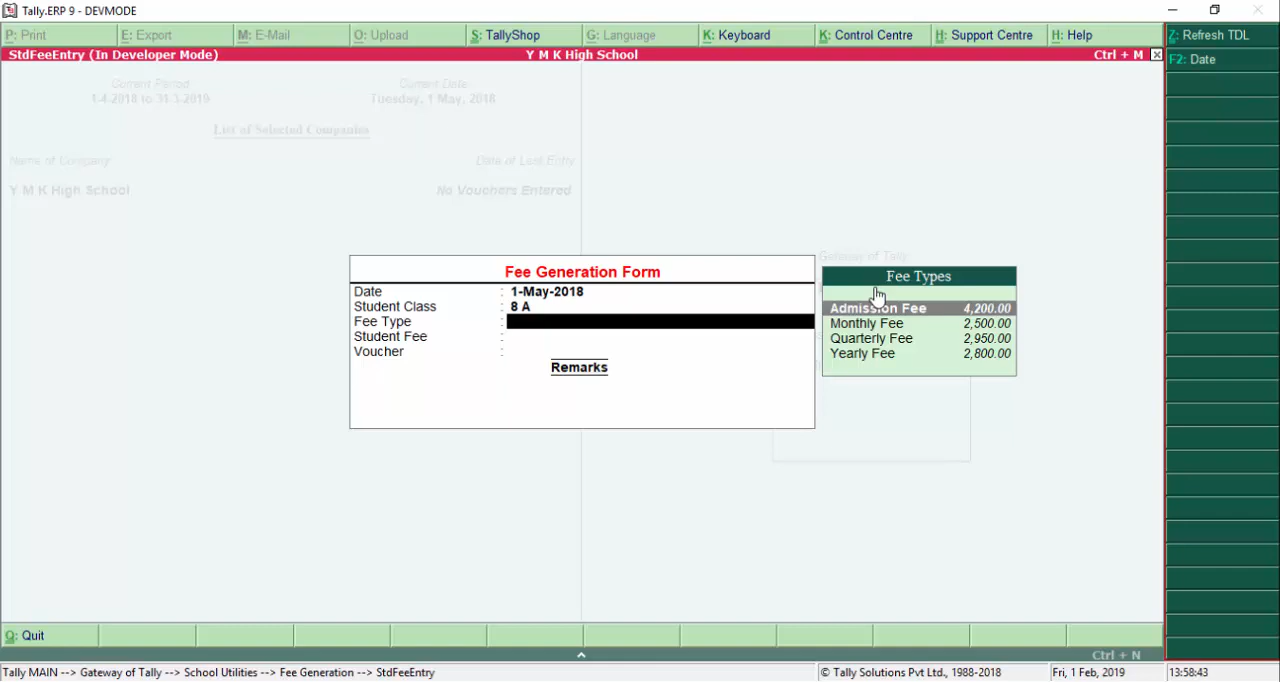 Tally.ERP 9 - DEVMODE
P: Print
E: Export
M: E-Mail
O: Upload
S: TallyShop
G: Language
K: Keyboard
K: Control Centre
H: Support Centre
H: Help
Z: Refresh TDL
StdFeeEntry (In Developer Mode)
Y M K High School
Ctrl + M
F2: Date
Current Period
Current Date
1-4-2018 to 31-3-2019
Tuesday, 1 May, 2018
List of Selected Companies
Name of Company
Date of Last Entry
Y M K High School
No Vouchers Entered
Gateway of Tally
Fee Generation Form
Date : 1-May-2018
Student Class : 8 A
Fee Type :
Student Fee :
Voucher :
Remarks
Fee Types
Admission Fee 4,200.00
Monthly Fee 2,500.00
Quarterly Fee 2,950.00
Yearly Fee 2,800.00
Q: Quit
Ctrl + N
Tally MAIN --> Gateway of Tally --> School Utilities --> Fee Generation --> StdFeeEntry
© Tally Solutions Pvt Ltd., 1988-2018
Fri, 1 Feb, 2019
13:58:43